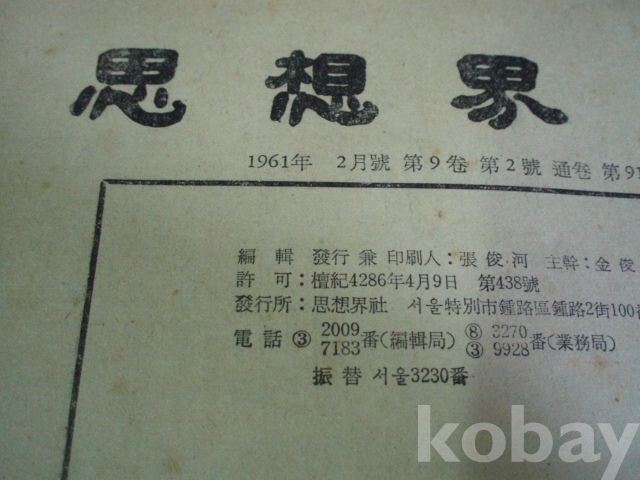 思想界
1961年 2月號 第9卷 第2號 通卷 第91
編輯 發行 兼 印刷人: 張俊河 主幹: 金俊
許可: 檀紀4286年4月9日 第438號
發行所: 思想界社 서울特別市鍾路區鍾路2街100番
電話 ③ 2009 7183 番(編輯局) ⑧ 3270 ③ 9928 番(業務局)
振替 서울3230番
kobay